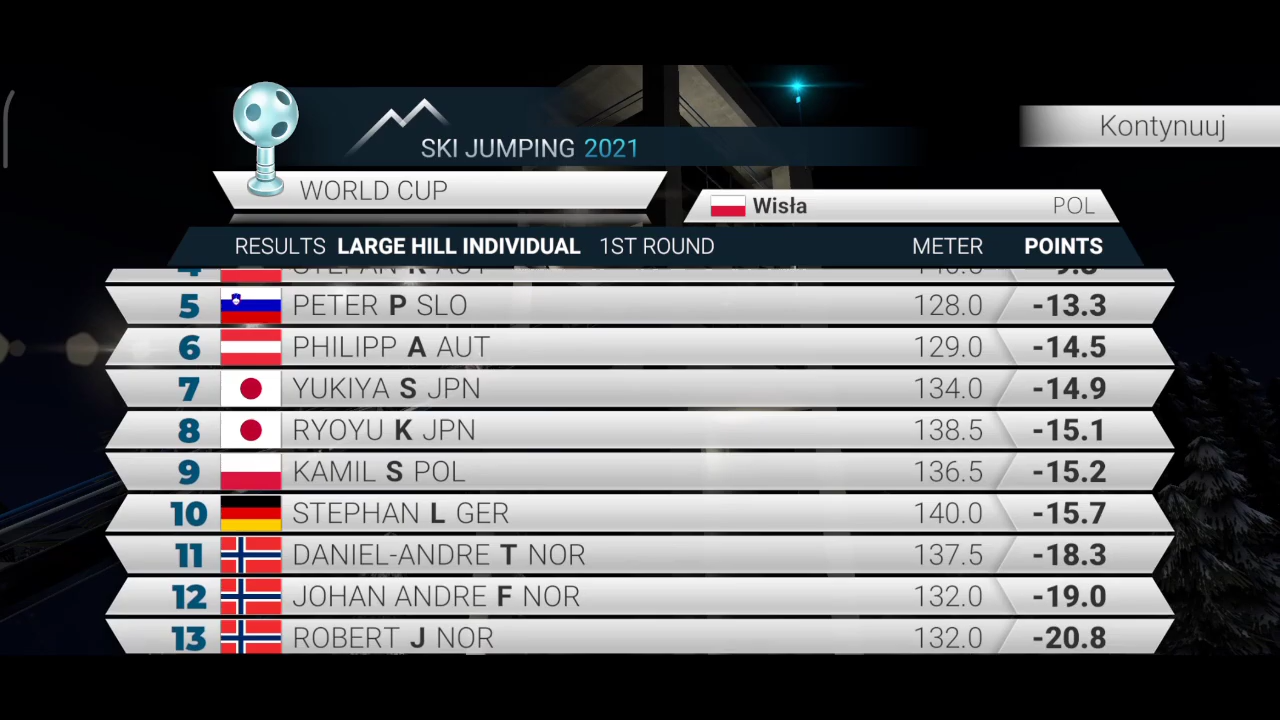 SKI JUMPING 2021
Kontynuuj
WORLD CUP
Wisła POL
RESULTS LARGE HILL INDIVIDUAL 1ST ROUND METER POINTS
5 PETER P SLO 128.0 -13.3
6 PHILIPP A AUT 129.0 -14.5
7 YUKIYA S JPN 134.0 -14.9
8 RYOYU K JPN 138.5 -15.1
9 KAMIL S POL 136.5 -15.2
10 STEPHAN L GER 140.0 -15.7
11 DANIEL-ANDRE T NOR 137.5 -18.3
12 JOHAN ANDRE F NOR 132.0 -19.0
13 ROBERT J NOR 132.0 -20.8